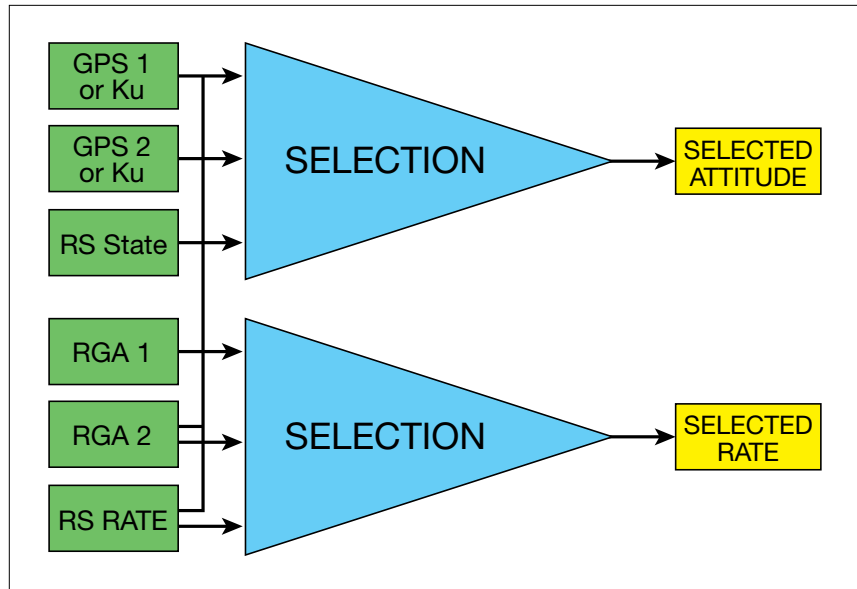 GPS 1
or Ku
GPS 2
or Ku
RS State
SELECTION
SELECTED
ATTITUDE
RGA 1
RGA 2
RS RATE
SELECTION
SELECTED
RATE